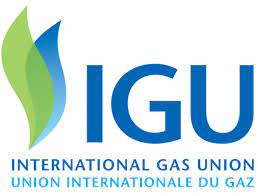 IGU
INTERNATIONAL GAS UNION
UNION INTERNATIONALE DU GAZ